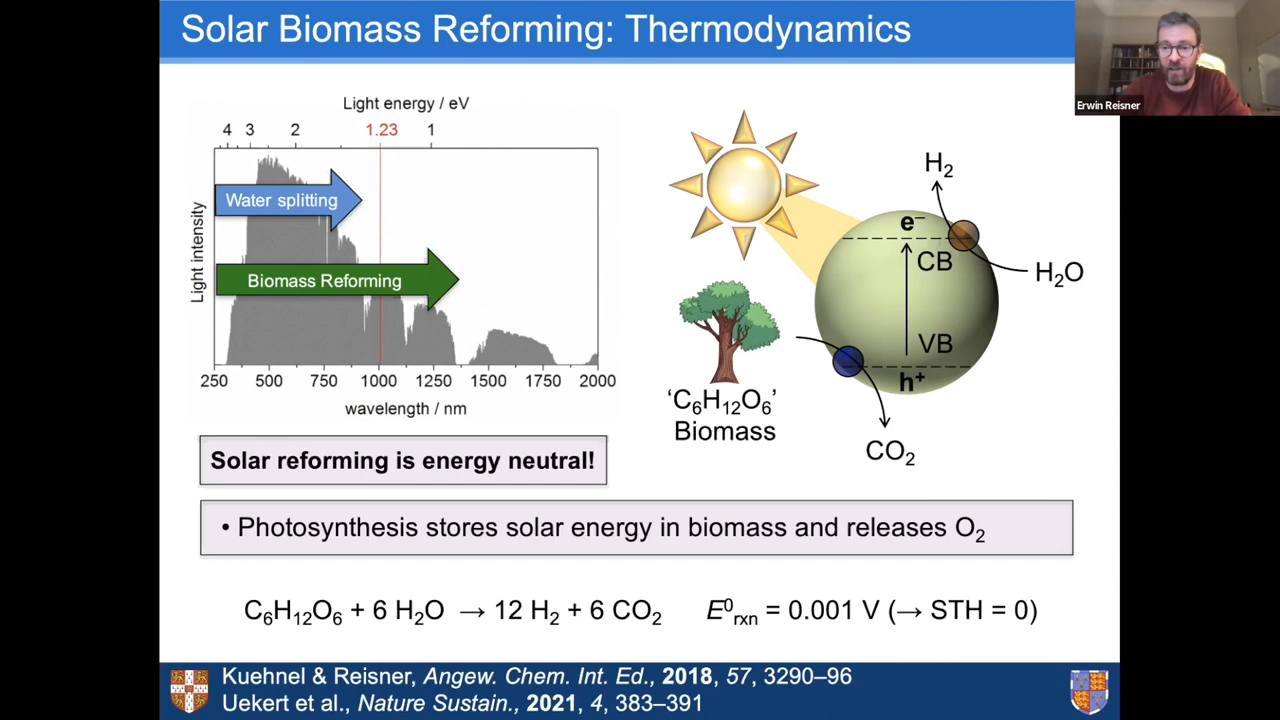 Solar Biomass Reforming: Thermodynamics
Erwin Reisner
Light energy / eV
4 3 2 1.23 1
Light intensity
Water splitting
Biomass Reforming
250 500 750 1000 1250 1500 1750 2000
wavelength / nm
H₂
e⁻
CB
H₂O
VB
h⁺
'C₆H₁₂O₆'
Biomass
CO₂
Solar reforming is energy neutral!
• Photosynthesis stores solar energy in biomass and releases O₂
C₆H₁₂O₆ + 6 H₂O → 12 H₂ + 6 CO₂ E⁰rxn = 0.001 V (→ STH = 0)
Kuehnel & Reisner, Angew. Chem. Int. Ed., 2018, 57, 3290–96
Uekert et al., Nature Sustain., 2021, 4, 383–391